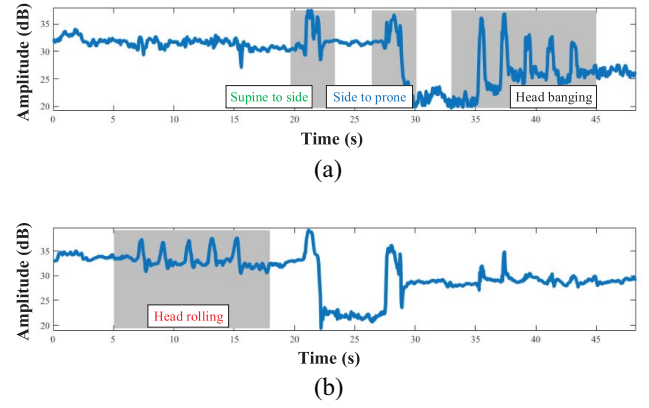 35
30
25
20
Amplitude (dB)
Supine to side
Side to prone
Head banging
0 5 10 15 20 25 30 35 40 45
Time (s)
(a)
35
30
25
20
Amplitude (dB)
Head rolling
0 5 10 15 20 25 30 35 40 45
Time (s)
(b)